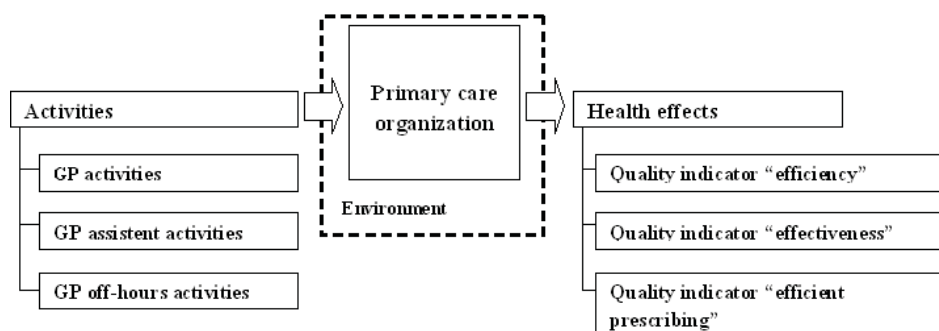 Activities
GP activities
GP assistent activities
GP off-hours activities
Primary care
organization
Environment
Health effects
Quality indicator “efficiency”
Quality indicator “effectiveness”
Quality indicator “efficient
prescribing”